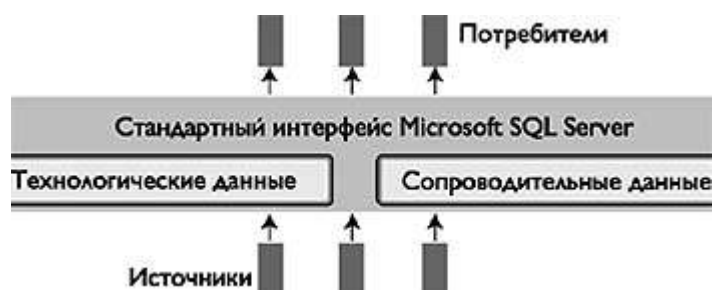 Потребители
Стандартный интерфейс Microsoft SQL Server
Технологические данные
Сопроводительные данные
Источники